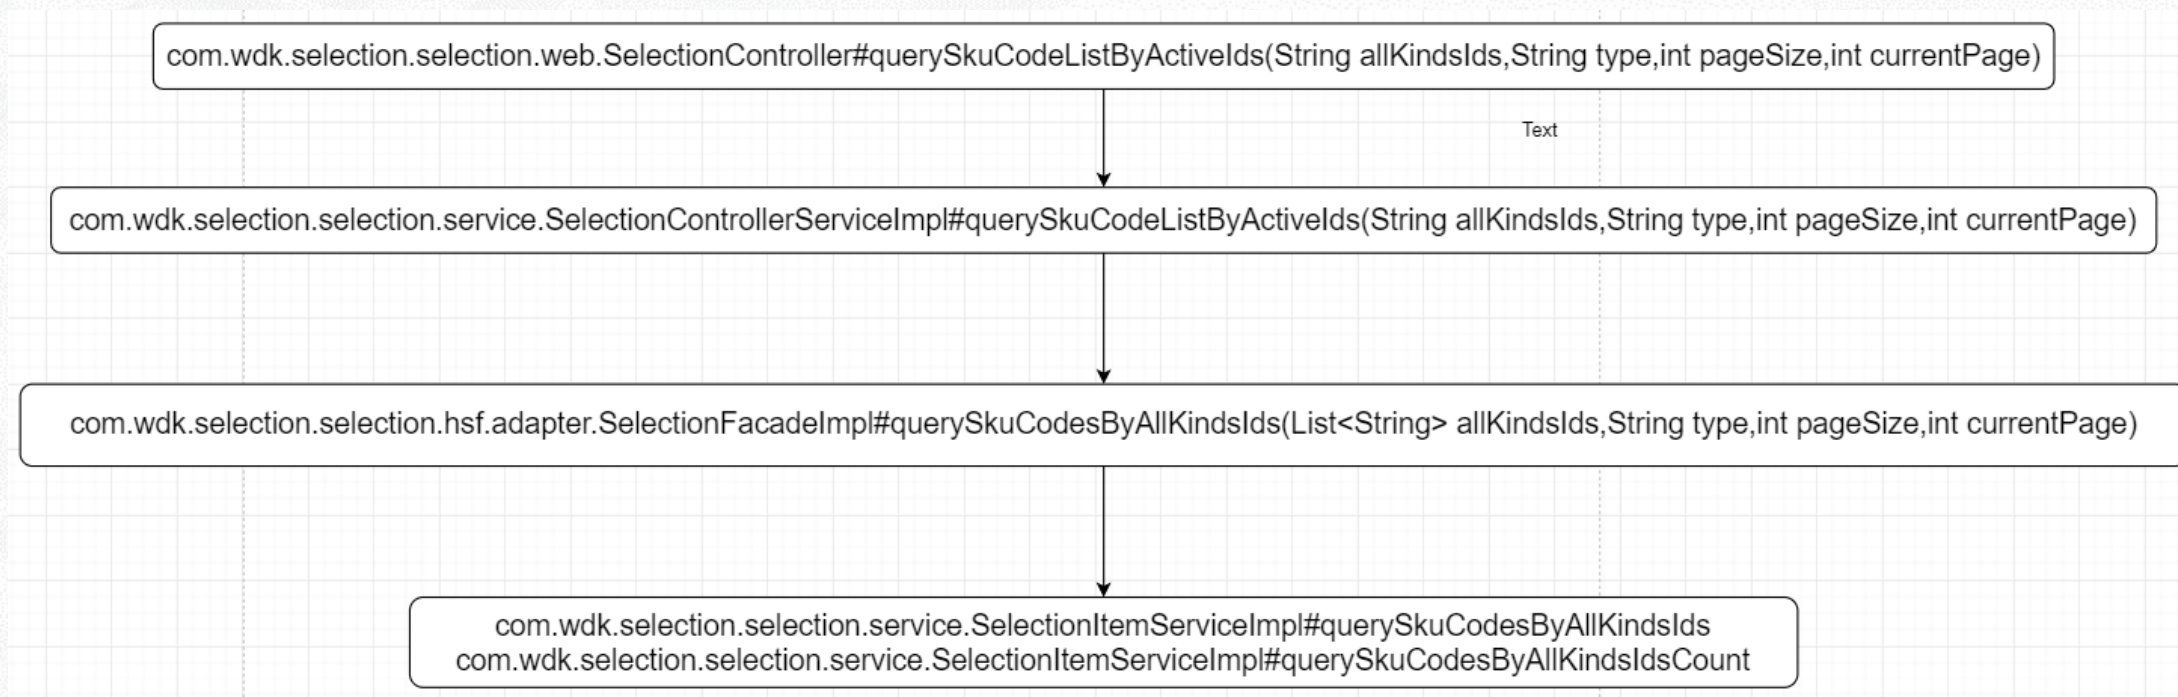 com.wdk.selection.selection.web.SelectionController#querySkuCodeListByActiveIds(String allKindsIds,String type,int pageSize,int currentPage)
Text
com.wdk.selection.selection.service.SelectionControllerServiceImpl#querySkuCodeListByActiveIds(String allKindsIds,String type,int pageSize,int currentPage)
com.wdk.selection.selection.hsf.adapter.SelectionFacadeImpl#querySkuCodesByAllKindsIds(List<String> allKindsIds,String type,int pageSize,int currentPage)
com.wdk.selection.selection.service.SelectionItemServiceImpl#querySkuCodesByAllKindsIds
com.wdk.selection.selection.service.SelectionItemServiceImpl#querySkuCodesByAllKindsIdsCount